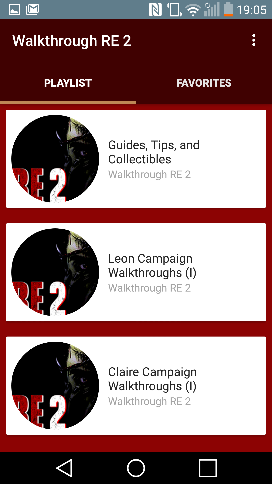 19:05
Walkthrough RE 2
PLAYLIST
FAVORITES
RE 2
Guides, Tips, and
Collectibles
Walkthrough RE 2
RE 2
Leon Campaign
Walkthroughs (I)
Walkthrough RE 2
RE 2
Claire Campaign
Walkthroughs (I)
Walkthrough RE 2